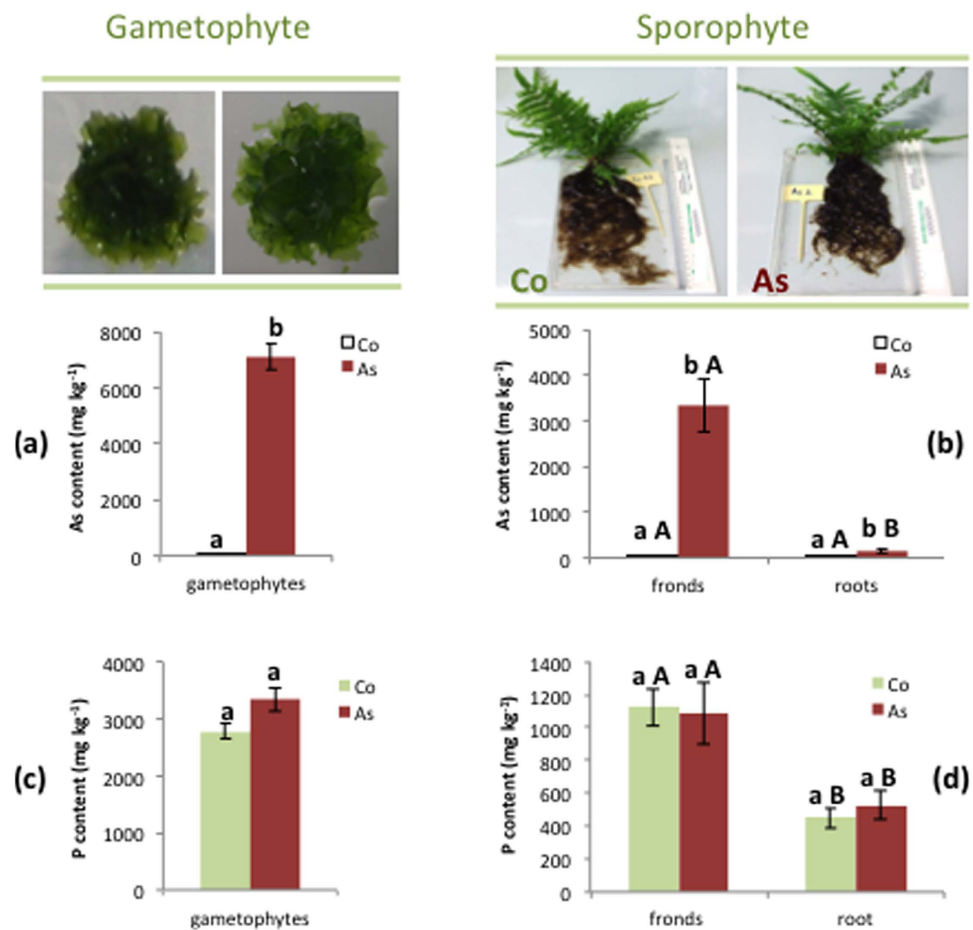 Gametophyte
Sporophyte
Co
As
As 2
(a)
As content (mg kg⁻¹)
8000
6000
4000
2000
0
a
b
Co
As
gametophytes
(b)
As content (mg kg⁻¹)
5000
4000
3000
2000
1000
0
a A
b A
a A
b B
Co
As
fronds
roots
(c)
P content (mg kg⁻¹)
4000
3000
2000
1000
0
a
a
Co
As
gametophytes
(d)
P content (mg kg⁻¹)
1400
1200
1000
800
600
400
200
0
a A
a A
a B
a B
Co
As
fronds
root